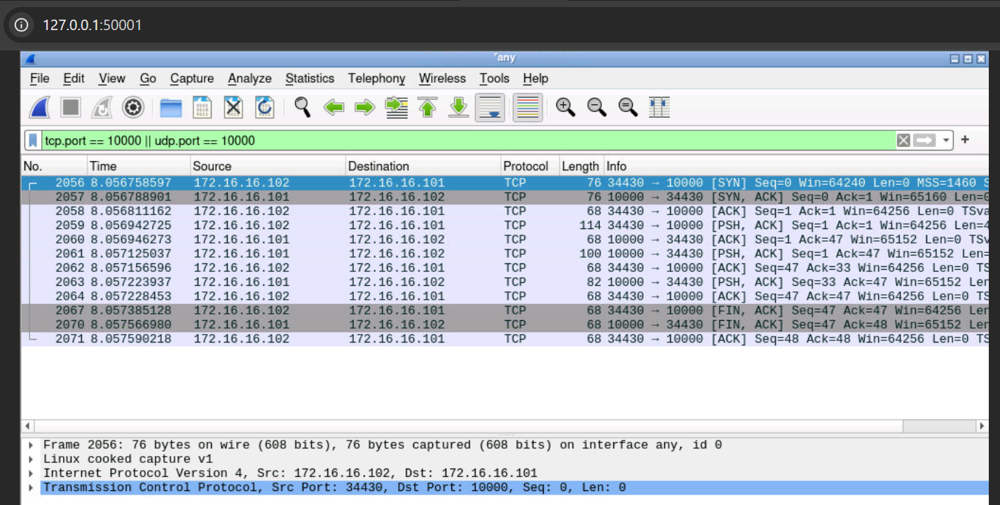 127.0.0.1:50001
*any
File Edit View Go Capture Analyze Statistics Telephony Wireless Tools Help
tcp.port == 10000 || udp.port == 10000
No. Time Source Destination Protocol Length Info
2056 8.056758597 172.16.16.102 172.16.16.101 TCP 76 34430 → 10000 [SYN] Seq=0 Win=64240 Len=0 MSS=1460 S
2057 8.056788901 172.16.16.101 172.16.16.102 TCP 76 10000 → 34430 [SYN, ACK] Seq=0 Ack=1 Win=65160 Len=0
2058 8.056811162 172.16.16.102 172.16.16.101 TCP 68 34430 → 10000 [ACK] Seq=1 Ack=1 Win=64256 Len=0 TSva
2059 8.056942725 172.16.16.102 172.16.16.101 TCP 114 34430 → 10000 [PSH, ACK] Seq=1 Ack=1 Win=64256 Len=4
2060 8.056946273 172.16.16.101 172.16.16.102 TCP 68 10000 → 34430 [ACK] Seq=1 Ack=47 Win=65152 Len=0 TSv
2061 8.057125037 172.16.16.101 172.16.16.102 TCP 100 10000 → 34430 [PSH, ACK] Seq=1 Ack=47 Win=65152 Len=
2062 8.057156596 172.16.16.102 172.16.16.101 TCP 68 34430 → 10000 [ACK] Seq=47 Ack=33 Win=64256 Len=0 TS
2063 8.057223937 172.16.16.101 172.16.16.102 TCP 82 10000 → 34430 [PSH, ACK] Seq=33 Ack=47 Win=65152 Len
2064 8.057228453 172.16.16.102 172.16.16.101 TCP 68 34430 → 10000 [ACK] Seq=47 Ack=47 Win=64256 Len=0 TS
2067 8.057385128 172.16.16.102 172.16.16.101 TCP 68 34430 → 10000 [FIN, ACK] Seq=47 Ack=47 Win=64256 Len
2070 8.057566980 172.16.16.101 172.16.16.102 TCP 68 10000 → 34430 [FIN, ACK] Seq=47 Ack=48 Win=65152 Len
2071 8.057590218 172.16.16.102 172.16.16.101 TCP 68 34430 → 10000 [ACK] Seq=48 Ack=48 Win=64256 Len=0 TS
Frame 2056: 76 bytes on wire (608 bits), 76 bytes captured (608 bits) on interface any, id 0
Linux cooked capture v1
Internet Protocol Version 4, Src: 172.16.16.102, Dst: 172.16.16.101
Transmission Control Protocol, Src Port: 34430, Dst Port: 10000, Seq: 0, Len: 0